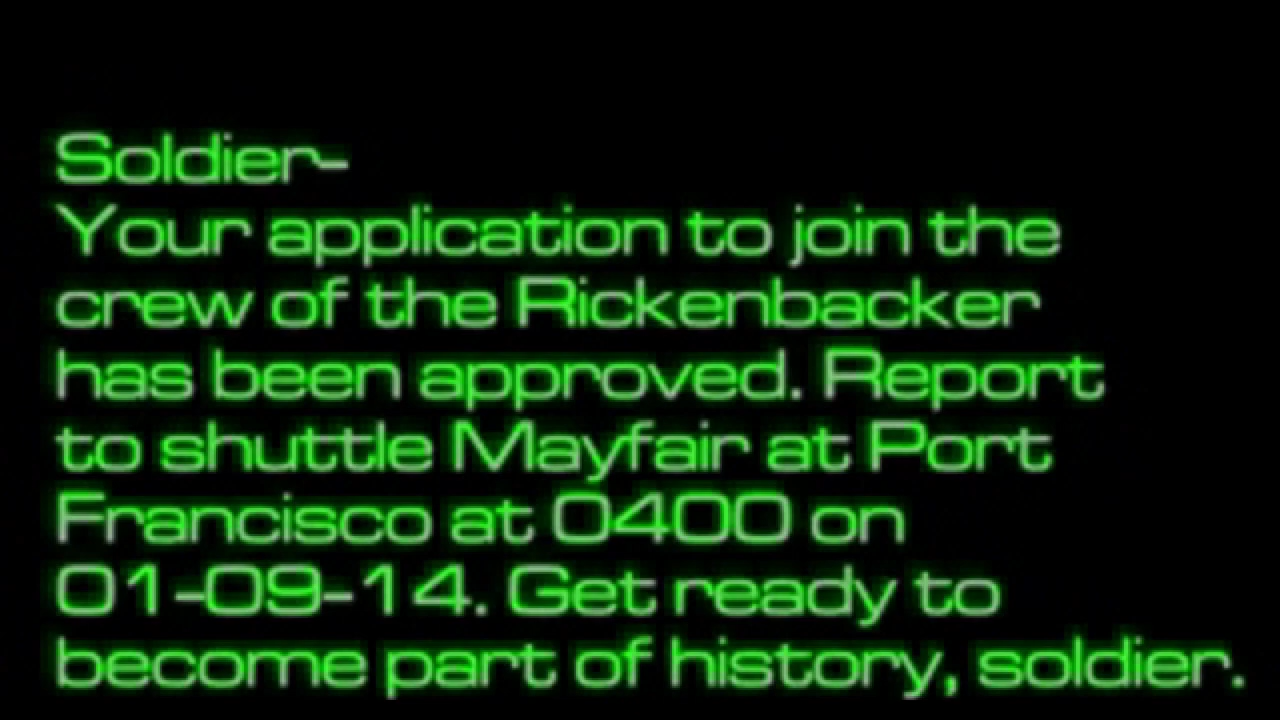 Soldier-
Your application to join the
crew of the Rickenbacker
has been approved. Report
to shuttle Mayfair at Port
Francisco at 0400 on
01-09-14. Get ready to
become part of history, soldier.